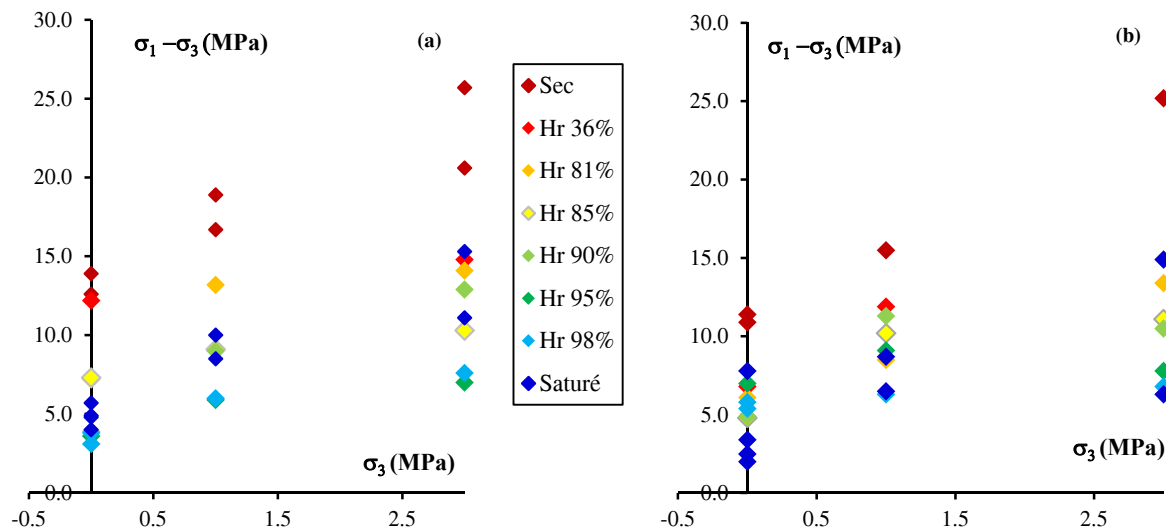 30.0
σ1 –σ3 (MPa)
(a)
25.0
20.0
15.0
10.0
5.0
0.0
σ3 (MPa)
-0.5
0.5
1.5
2.5
Sec
Hr 36%
Hr 81%
Hr 85%
Hr 90%
Hr 95%
Hr 98%
Saturé
30.0
σ1 –σ3 (MPa)
(b)
25.0
20.0
15.0
10.0
5.0
0.0
σ3 (MPa)
-0.5
0.5
1.5
2.5